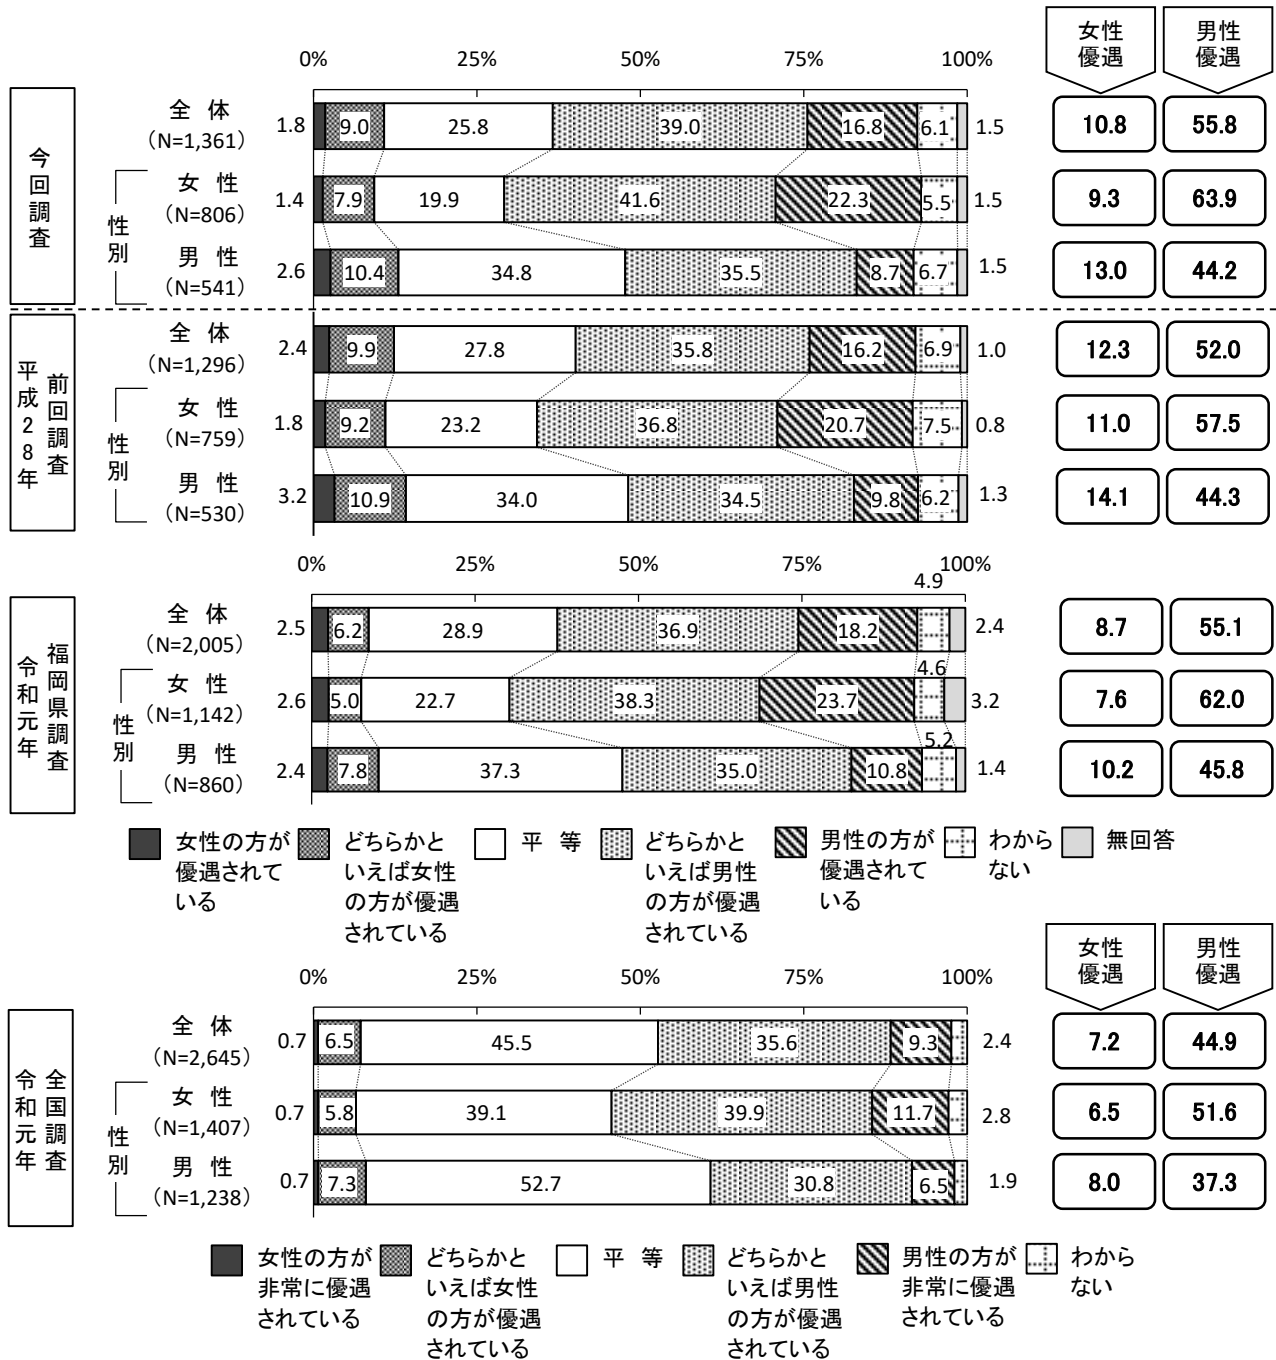 0% 25% 50% 75% 100%
女性
優遇
男性
優遇
今回調査
全 体
(N=1,361)
1.8 9.0 25.8 39.0 16.8 6.1 1.5 10.8 55.8
性別
女 性
(N=806)
1.4 7.9 19.9 41.6 22.3 5.5 1.5 9.3 63.9
男 性
(N=541)
2.6 10.4 34.8 35.5 8.7 6.7 1.5 13.0 44.2
前回調査
平成28年
全 体
(N=1,296)
2.4 9.9 27.8 35.8 16.2 6.9 1.0 12.3 52.0
性別
女 性
(N=759)
1.8 9.2 23.2 36.8 20.7 7.5 0.8 11.0 57.5
男 性
(N=530)
3.2 10.9 34.0 34.5 9.8 6.2 1.3 14.1 44.3
0% 25% 50% 75% 100%
福岡県調査
令和元年
全 体
(N=2,005)
2.5 6.2 28.9 36.9 18.2 4.9 2.4 8.7 55.1
性別
女 性
(N=1,142)
2.6 5.0 22.7 38.3 23.7 4.6 3.2 7.6 62.0
男 性
(N=860)
2.4 7.8 37.3 35.0 10.8 5.2 1.4 10.2 45.8
女性の方が
優遇されて
いる
どちらかと
いえば女性
の方が優遇
されている
平 等
どちらかと
いえば男性
の方が優遇
されている
男性の方が
優遇されて
いる
わから
ない
無回答
女性
優遇
男性
優遇
0% 25% 50% 75% 100%
全国調査
令和元年
全 体
(N=2,645)
0.7 6.5 45.5 35.6 9.3 2.4 7.2 44.9
性別
女 性
(N=1,407)
0.7 5.8 39.1 39.9 11.7 2.8 6.5 51.6
男 性
(N=1,238)
0.7 7.3 52.7 30.8 6.5 1.9 8.0 37.3
女性の方が
非常に優遇
されている
どちらかと
いえば女性
の方が優遇
されている
平 等
どちらかと
いえば男性
の方が優遇
されている
男性の方が
非常に優遇
されている
わから
ない